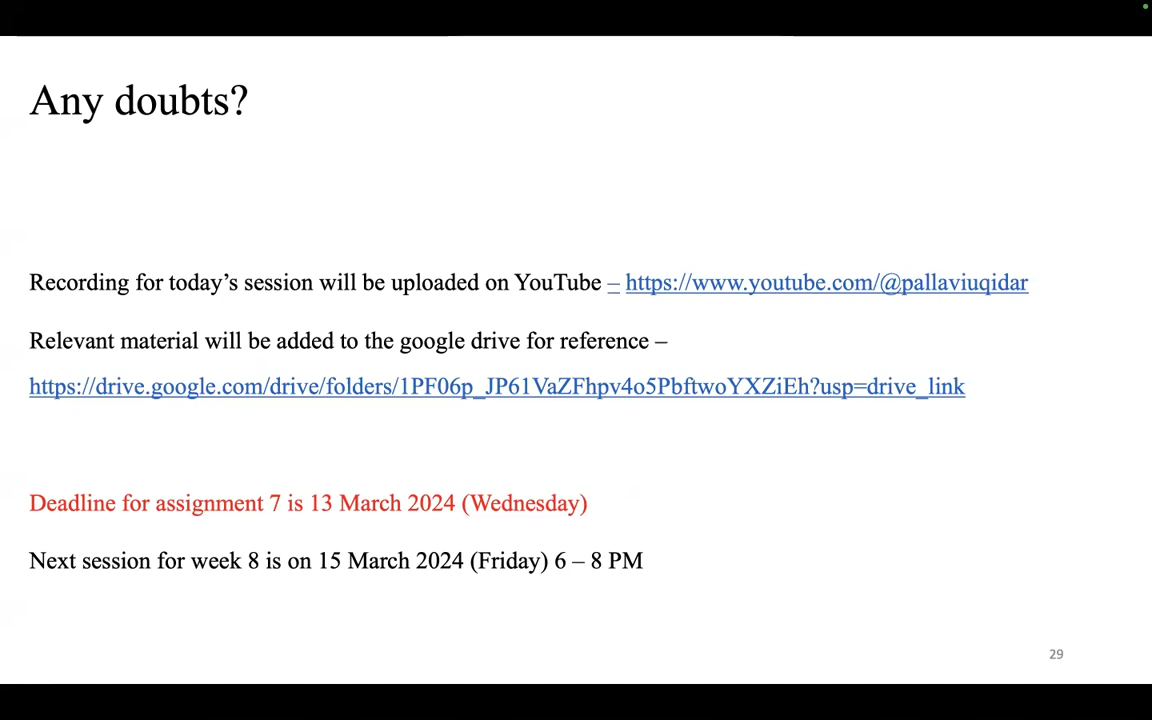 Any doubts?
Recording for today’s session will be uploaded on YouTube – https://www.youtube.com/@pallaviuqidar
Relevant material will be added to the google drive for reference –
https://drive.google.com/drive/folders/1PF06p_JP61VaZFhpv4o5PbftwoYXZiEh?usp=drive_link
Deadline for assignment 7 is 13 March 2024 (Wednesday)
Next session for week 8 is on 15 March 2024 (Friday) 6 – 8 PM
29